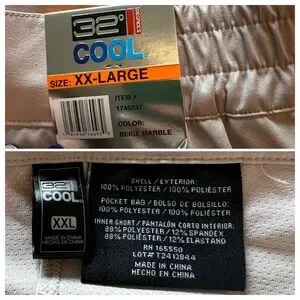 32°
DEGREES
COOL
SIZE: XX-LARGE
ITEM #
1745537
COLOR:
BEIGE MARBLE
32°
COOL
XXL
MADE IN CHINA
HECHO EN CHINA
SHELL / EXTERIOR:
100% POLYESTER / 100% POLIÉSTER
POCKET BAG / BOLSO DE BOLSILLO:
100% POLYESTER / 100% POLIÉSTER
INNER SHORT / PANTALÓN CORTO INTERIOR:
88% POLYESTER / 12% SPANDEX
88% POLIÉSTER / 12% ELASTANO
RN 165550
LOT# T2413844
MADE IN CHINA
HECHO EN CHINA